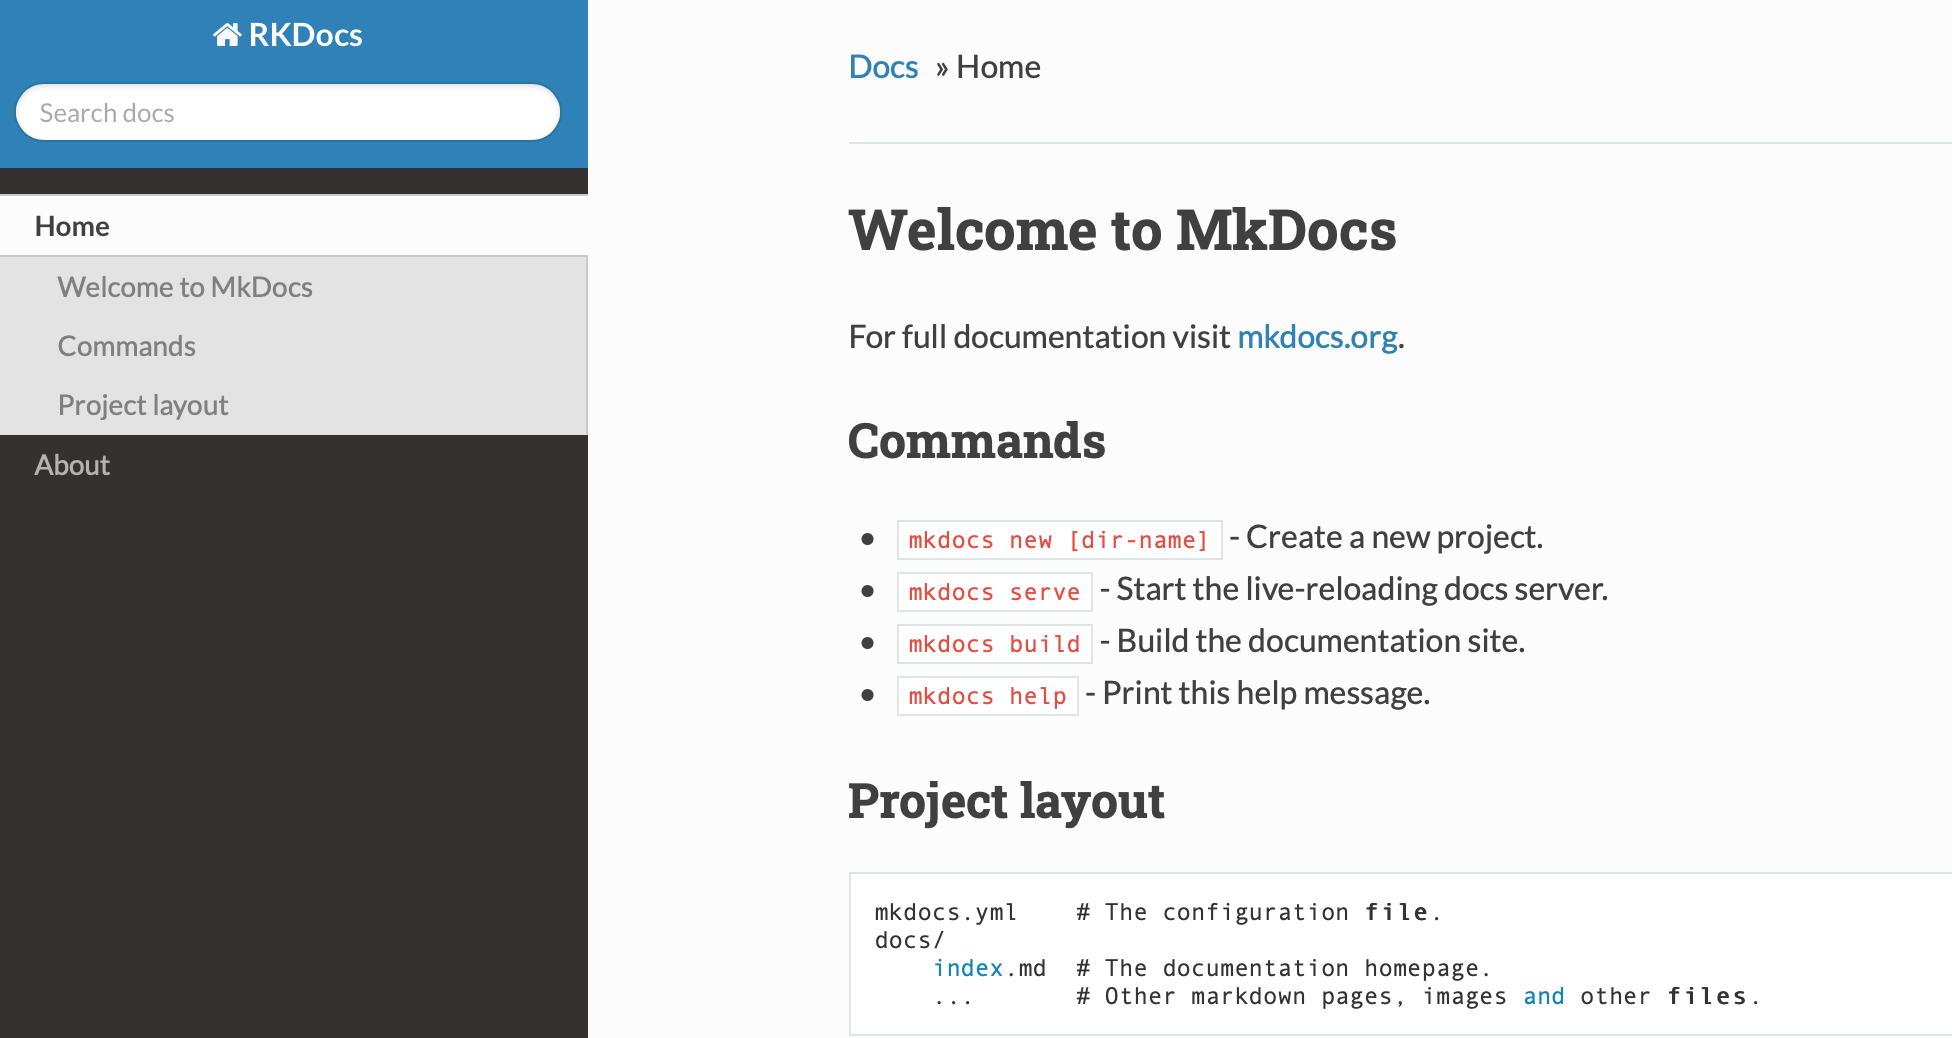 RKDocs
Search docs
Home
Welcome to MkDocs
Commands
Project layout
About
Docs » Home
Welcome to MkDocs
For full documentation visit mkdocs.org.
Commands
mkdocs new [dir-name] - Create a new project.
mkdocs serve - Start the live-reloading docs server.
mkdocs build - Build the documentation site.
mkdocs help - Print this help message.
Project layout
mkdocs.yml    # The configuration file.
docs/
    index.md  # The documentation homepage.
    ...       # Other markdown pages, images and other files.